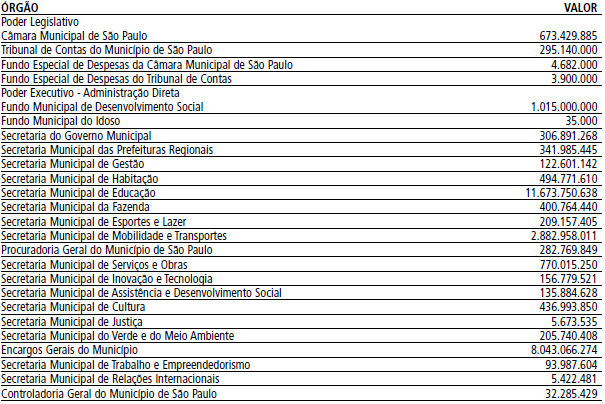 ÓRGÃO VALOR
Poder Legislativo
Câmara Municipal de São Paulo 673.429.885
Tribunal de Contas do Município de São Paulo 295.140.000
Fundo Especial de Despesas da Câmara Municipal de São Paulo 4.682.000
Fundo Especial de Despesas do Tribunal de Contas 3.900.000
Poder Executivo - Administração Direta
Fundo Municipal de Desenvolvimento Social 1.015.000.000
Fundo Municipal do Idoso 35.000
Secretaria do Governo Municipal 306.891.268
Secretaria Municipal das Prefeituras Regionais 341.985.445
Secretaria Municipal de Gestão 122.601.142
Secretaria Municipal de Habitação 494.771.610
Secretaria Municipal de Educação 11.673.750.638
Secretaria Municipal da Fazenda 400.764.440
Secretaria Municipal de Esportes e Lazer 209.157.405
Secretaria Municipal de Mobilidade e Transportes 2.882.958.011
Procuradoria Geral do Município de São Paulo 282.769.849
Secretaria Municipal de Serviços e Obras 770.015.250
Secretaria Municipal de Inovação e Tecnologia 156.779.521
Secretaria Municipal de Assistência e Desenvolvimento Social 135.884.628
Secretaria Municipal de Cultura 436.993.850
Secretaria Municipal de Justiça 5.673.535
Secretaria Municipal do Verde e do Meio Ambiente 205.740.408
Encargos Gerais do Município 8.043.066.274
Secretaria Municipal de Trabalho e Empreendedorismo 93.987.604
Secretaria Municipal de Relações Internacionais 5.422.481
Controladoria Geral do Município de São Paulo 32.285.429